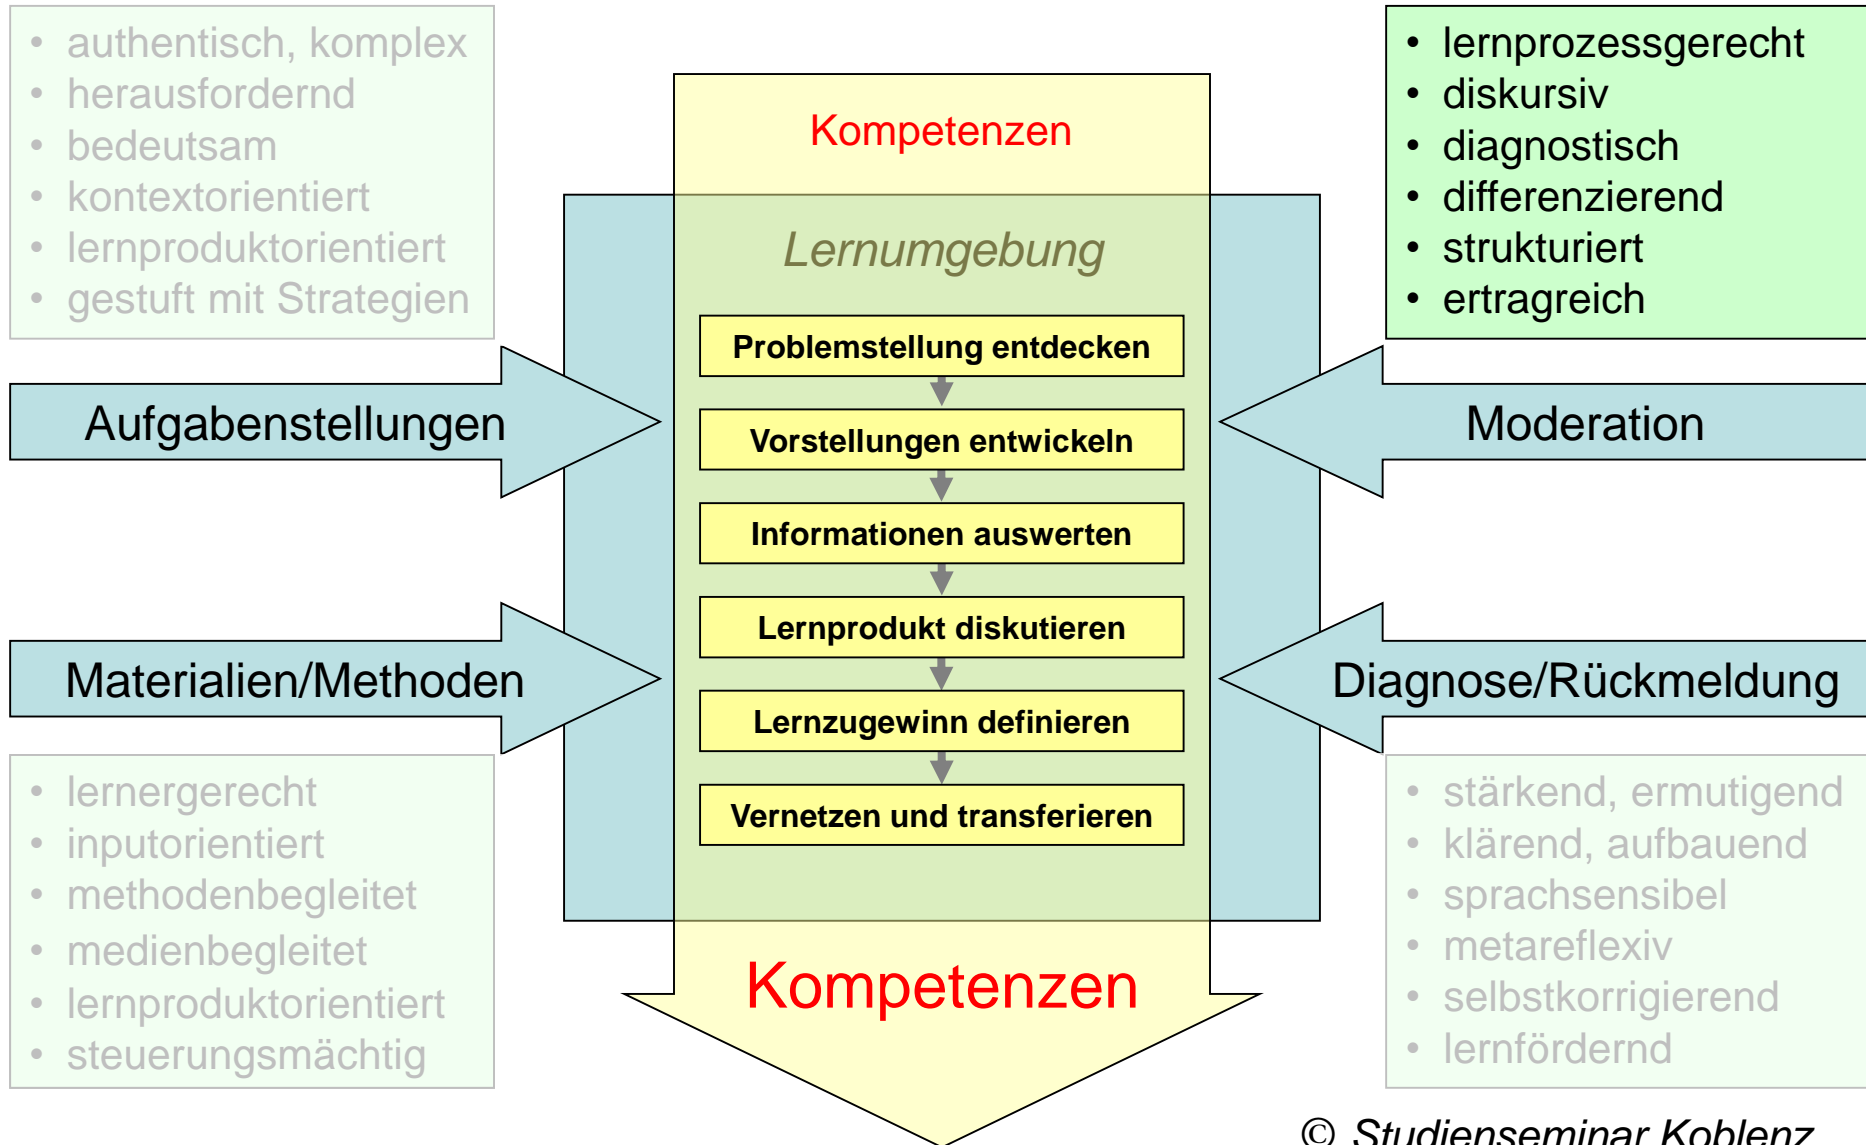 • authentisch, komplex
• herausfordernd
• bedeutsam
• kontextorientiert
• lernproduktorientiert
• gestuft mit Strategien
Aufgabenstellungen
Materialien/Methoden
• lernergerecht
• inputorientiert
• methodenbegleitet
• medienbegleitet
• lernproduktorientiert
• steuerungsmächtig
Kompetenzen
Lernumgebung
Problemstellung entdecken
Vorstellungen entwickeln
Informationen auswerten
Lernprodukt diskutieren
Lernzugewinn definieren
Vernetzen und transferieren
Kompetenzen
• lernprozessgerecht
• diskursiv
• diagnostisch
• differenzierend
• strukturiert
• ertragreich
Moderation
Diagnose/Rückmeldung
• stärkend, ermutigend
• klärend, aufbauend
• sprachsensibel
• metareflexiv
• selbstkorrigierend
• lernfördernd
© Studienseminar Koblenz